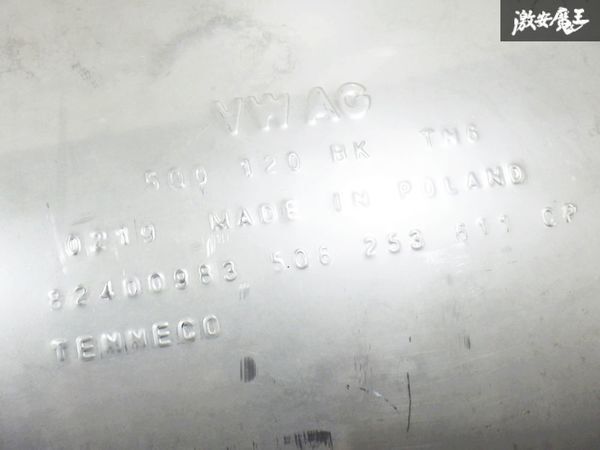 激安魔王
VW AG
5Q0 120 BK TM6
0219 MADE IN POLAND
82400983 5Q6 253 611 CP
TENNECO